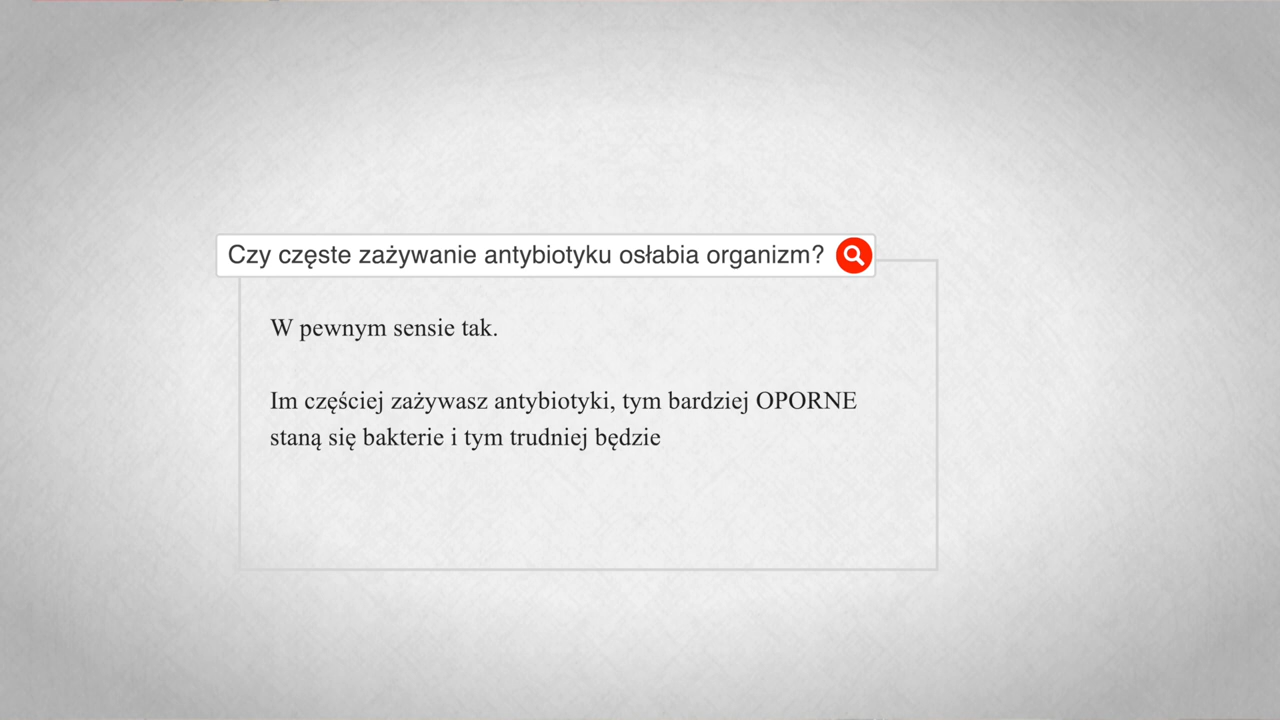 Czy częste zażywanie antybiotyku osłabia organizm?
W pewnym sensie tak.
Im częściej zażywasz antybiotyki, tym bardziej OPORNE
staną się bakterie i tym trudniej będzie